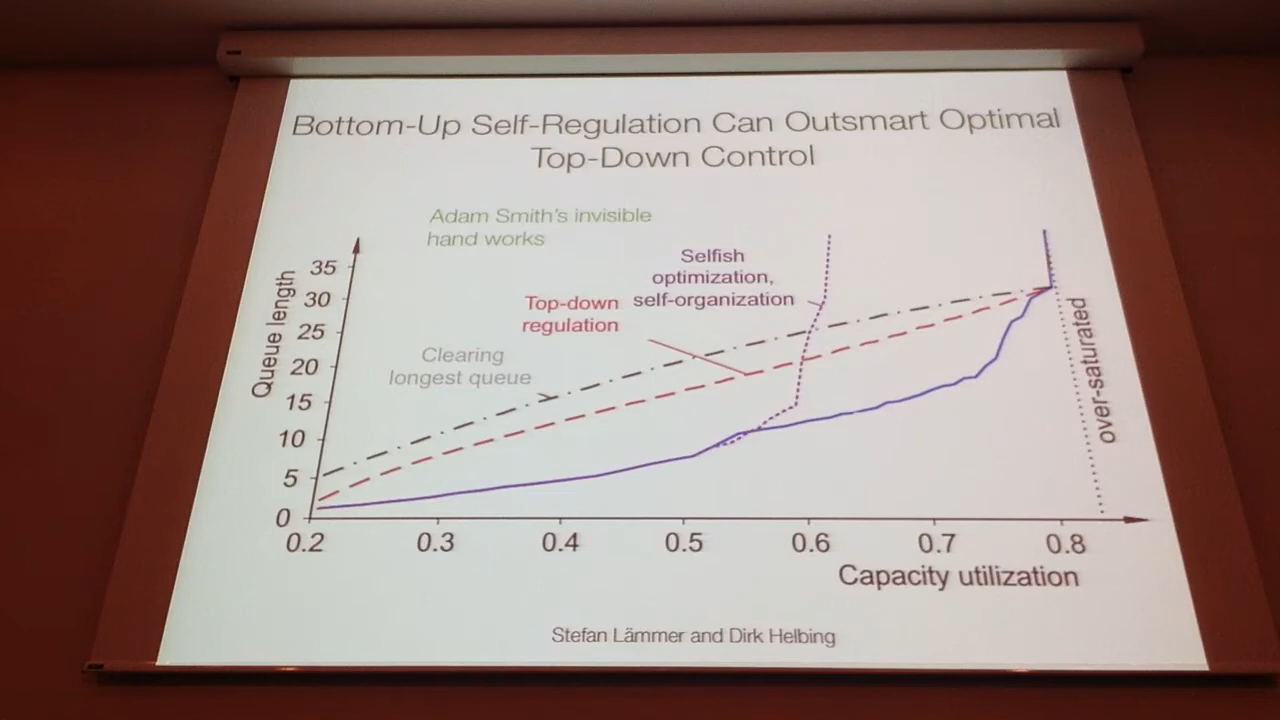 Bottom-Up Self-Regulation Can Outsmart Optimal
Top-Down Control
Adam Smith's invisible
hand works
Selfish
optimization,
self-organization
Top-down
regulation
Clearing
longest queue
Queue length
35
30
25
20
15
10
5
0
0.2
0.3
0.4
0.5
0.6
0.7
0.8
Capacity utilization
over-saturated
Stefan Lämmer and Dirk Helbing